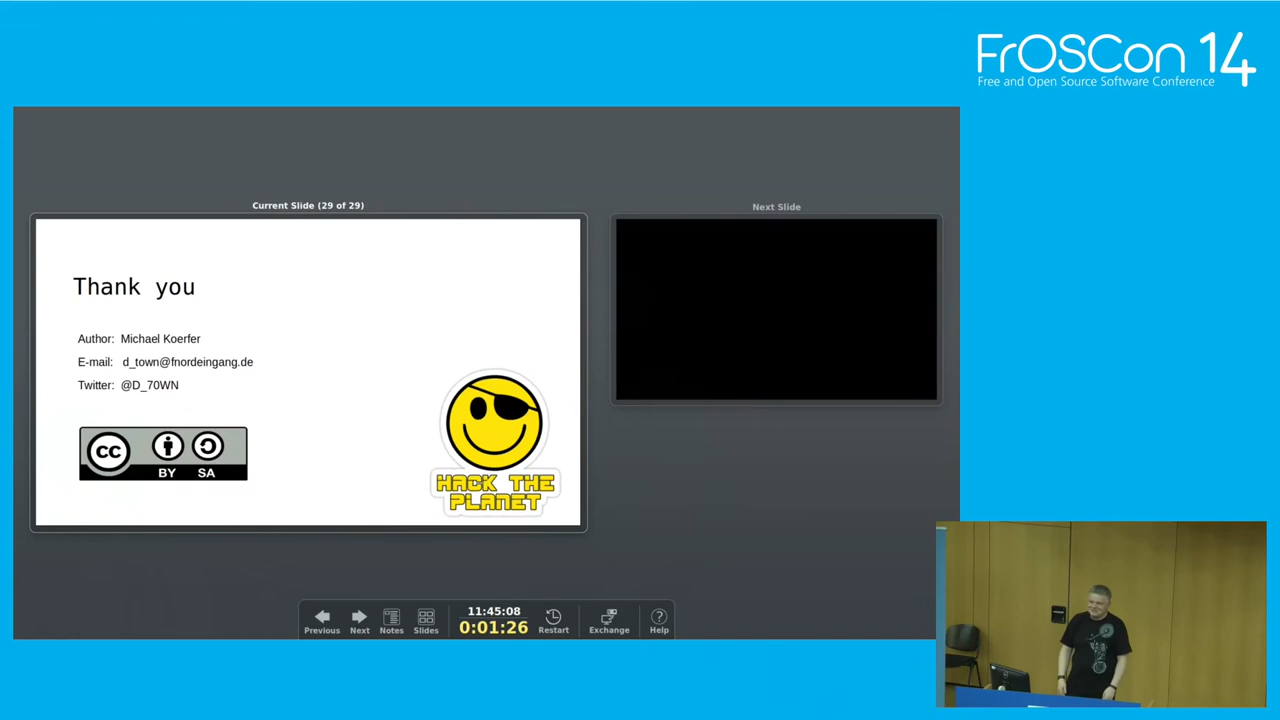 FrOSCon 14
Free and Open Source Software Conference
Current Slide (29 of 29)
Next Slide
Thank you
Author: Michael Koerfer
E-mail: d_town@fnordeingang.de
Twitter: @D_70WN
CC
BY SA
HACK THE
PLANET
Previous
Next
Notes
Slides
11:45:08
0:01:26
Restart
Exchange
Help